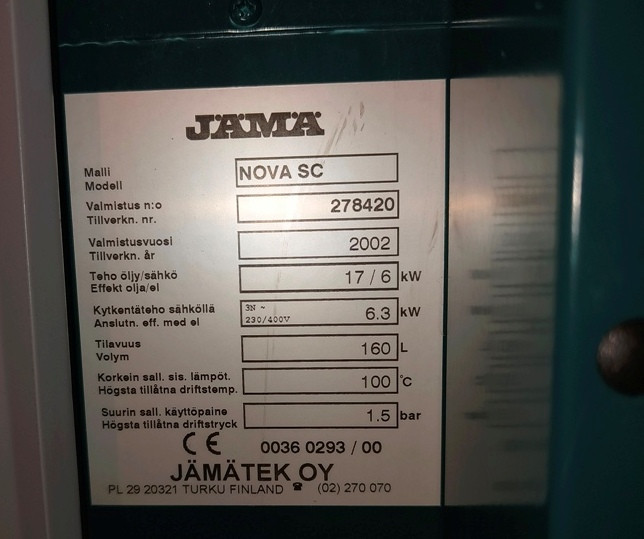 JÄMÄ
Malli
Modell
NOVA SC
Valmistus n:o
Tillverkn. nr.
278420
Valmistusvuosi
Tillverkn. år
2002
Teho öljy/sähkö
Effekt olja/el
17 / 6 kW
Kytkentäteho sähköllä
Anslutn. eff. med el
3N ~
230/400V
6.3 kW
Tilavuus
Volym
160 L
Korkein sall. sis. lämpöt.
Högsta tillåtna driftstemp.
100 °C
Suurin sall. käyttöpaine
Högsta tillåtna driftstryck
1.5 bar
CE 0036 0293 / 00
JÄMÄTEK OY
PL 29 20321 TURKU FINLAND ☎ (02) 270 070